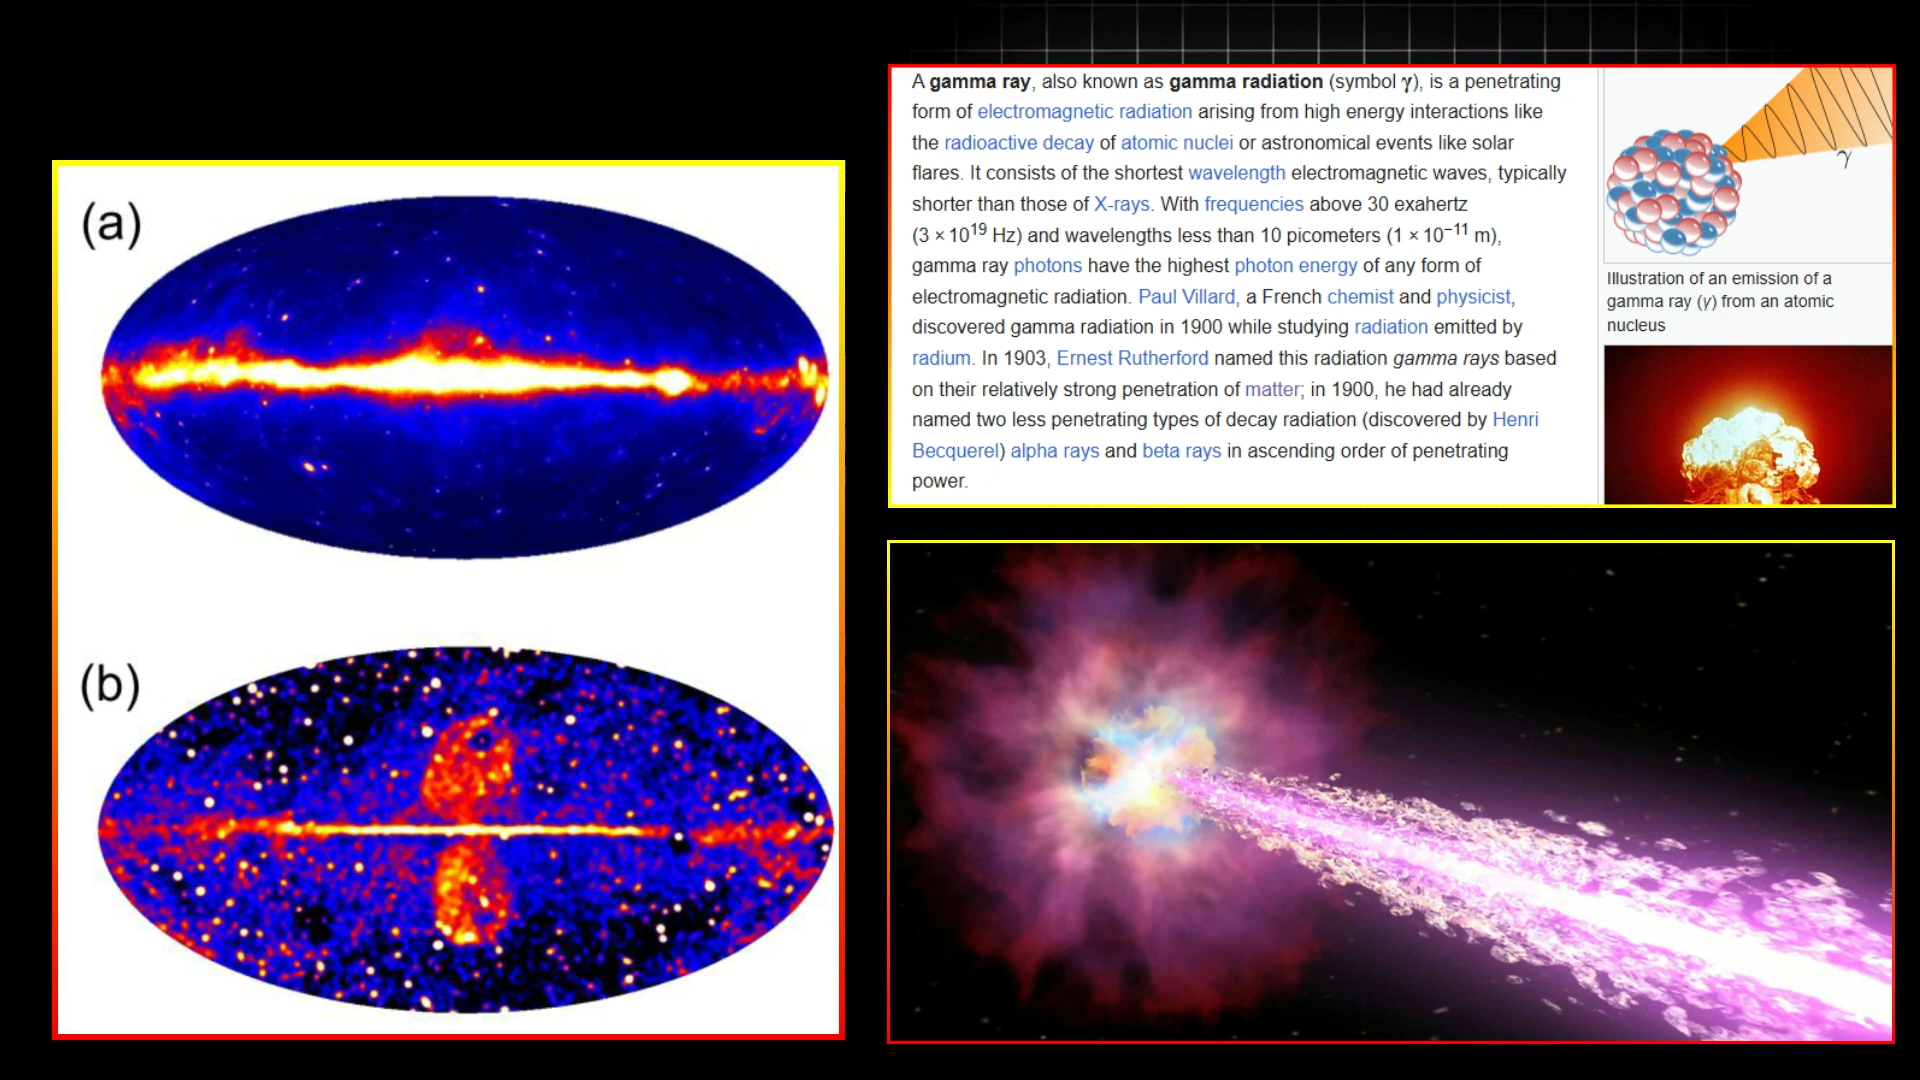 (a)
(b)
A gamma ray, also known as gamma radiation (symbol γ), is a penetrating
form of electromagnetic radiation arising from high energy interactions like
the radioactive decay of atomic nuclei or astronomical events like solar
flares. It consists of the shortest wavelength electromagnetic waves, typically
shorter than those of X-rays. With frequencies above 30 exahertz
(3 × 10¹⁹ Hz) and wavelengths less than 10 picometers (1 × 10⁻¹¹ m),
gamma ray photons have the highest photon energy of any form of
electromagnetic radiation. Paul Villard, a French chemist and physicist,
discovered gamma radiation in 1900 while studying radiation emitted by
radium. In 1903, Ernest Rutherford named this radiation gamma rays based
on their relatively strong penetration of matter; in 1900, he had already
named two less penetrating types of decay radiation (discovered by Henri
Becquerel) alpha rays and beta rays in ascending order of penetrating
power.
γ
Illustration of an emission of a
gamma ray (γ) from an atomic
nucleus